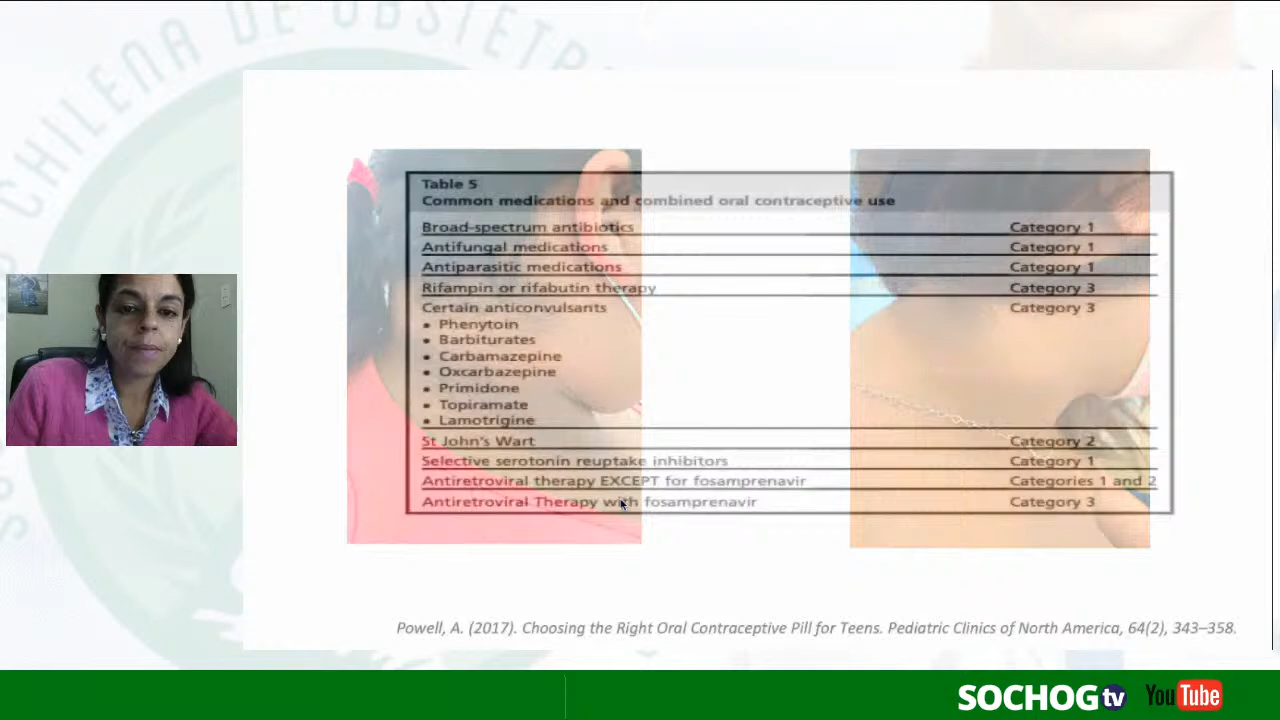 CHILENA DE OBSTETR
Table 5
Common medications and combined oral contraceptive use
Broad-spectrum antibiotics Category 1
Antifungal medications Category 1
Antiparasitic medications Category 1
Rifampin or rifabutin therapy Category 3
Certain anticonvulsants Category 3
• Phenytoin
• Barbiturates
• Carbamazepine
• Oxcarbazepine
• Primidone
• Topiramate
• Lamotrigine
St John's Wart Category 2
Selective serotonin reuptake inhibitors Category 1
Antiretroviral therapy EXCEPT for fosamprenavir Categories 1 and 2
Antiretroviral Therapy with fosamprenavir Category 3
Powell, A. (2017). Choosing the Right Oral Contraceptive Pill for Teens. Pediatric Clinics of North America, 64(2), 343–358.
SOCHOG tv YouTube